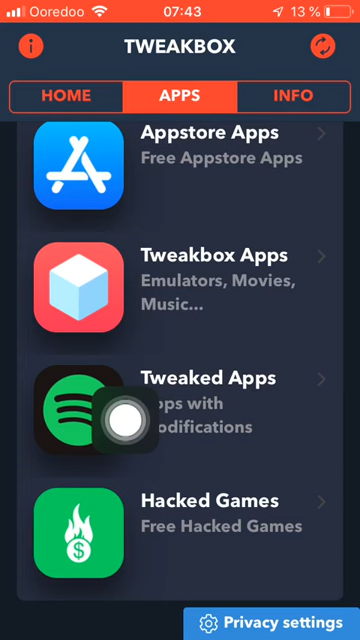 Ooredoo 07:43 13 %
TWEAKBOX
HOME APPS INFO
Appstore Apps
Free Appstore Apps
Tweakbox Apps
Emulators, Movies,
Music...
Tweaked Apps
with
Hacked Games
Free Hacked Games
Privacy settings